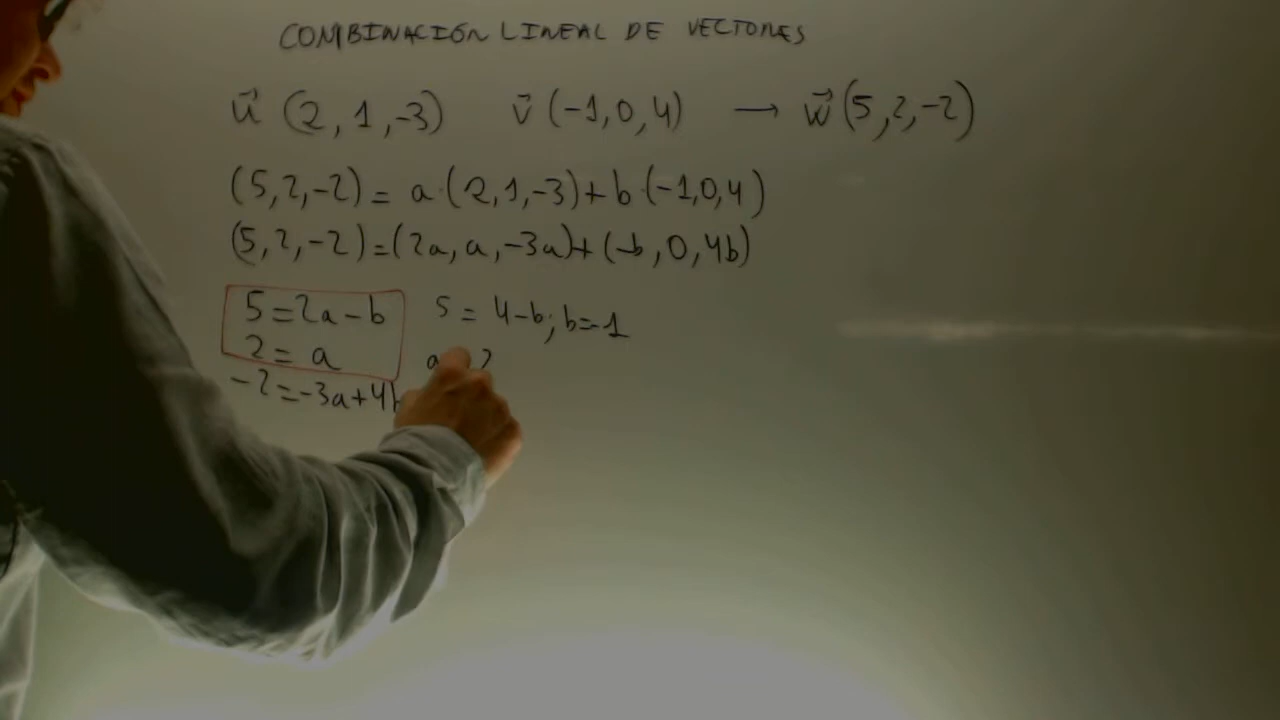 COMBINACIÓN LINEAL DE VECTORES
u⃗ (2, 1, -3) v⃗ (-1, 0, 4) → w⃗ (5, 2, -2)
(5, 2, -2) = a·(2, 1, -3) + b·(-1, 0, 4)
(5, 2, -2) = (2a, a, -3a) + (-b, 0, 4b)
5 = 2a - b 5 = 4 - b; b = -1
2 = a a 2
-2 = -3a + 4b